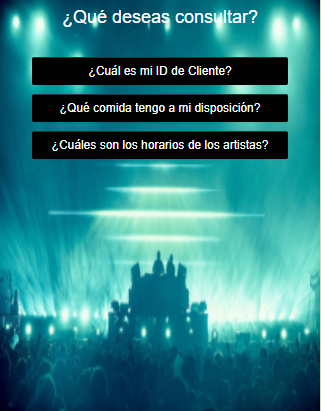 ¿Qué deseas consultar?
¿Cuál es mi ID de Cliente?
¿Qué comida tengo a mi disposición?
¿Cuáles son los horarios de los artistas?